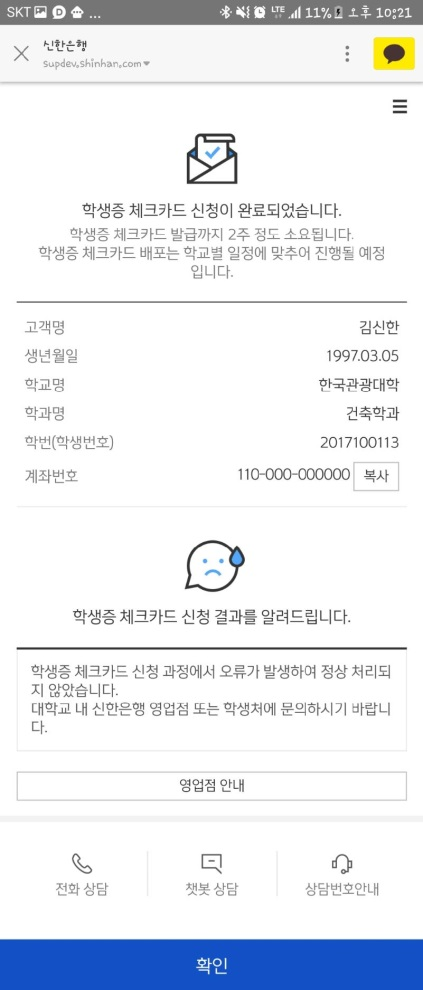 SKT ... LTE 11% 오후 10:21
신한은행
supdev.shinhan.com
학생증 체크카드 신청이 완료되었습니다.
학생증 체크카드 발급까지 2주 정도 소요됩니다.
학생증 체크카드 배포는 학교별 일정에 맞추어 진행될 예정
입니다.
고객명 김신한
생년월일 1997.03.05
학교명 한국관광대학
학과명 건축학과
학번(학생번호) 2017100113
계좌번호 110-000-000000 복사
학생증 체크카드 신청 결과를 알려드립니다.
학생증 체크카드 신청 과정에서 오류가 발생하여 정상 처리되
지 않았습니다.
대학교 내 신한은행 영업점 또는 학생처에 문의하시기 바랍니
다.
영업점 안내
전화 상담 챗봇 상담 상담번호안내
확인